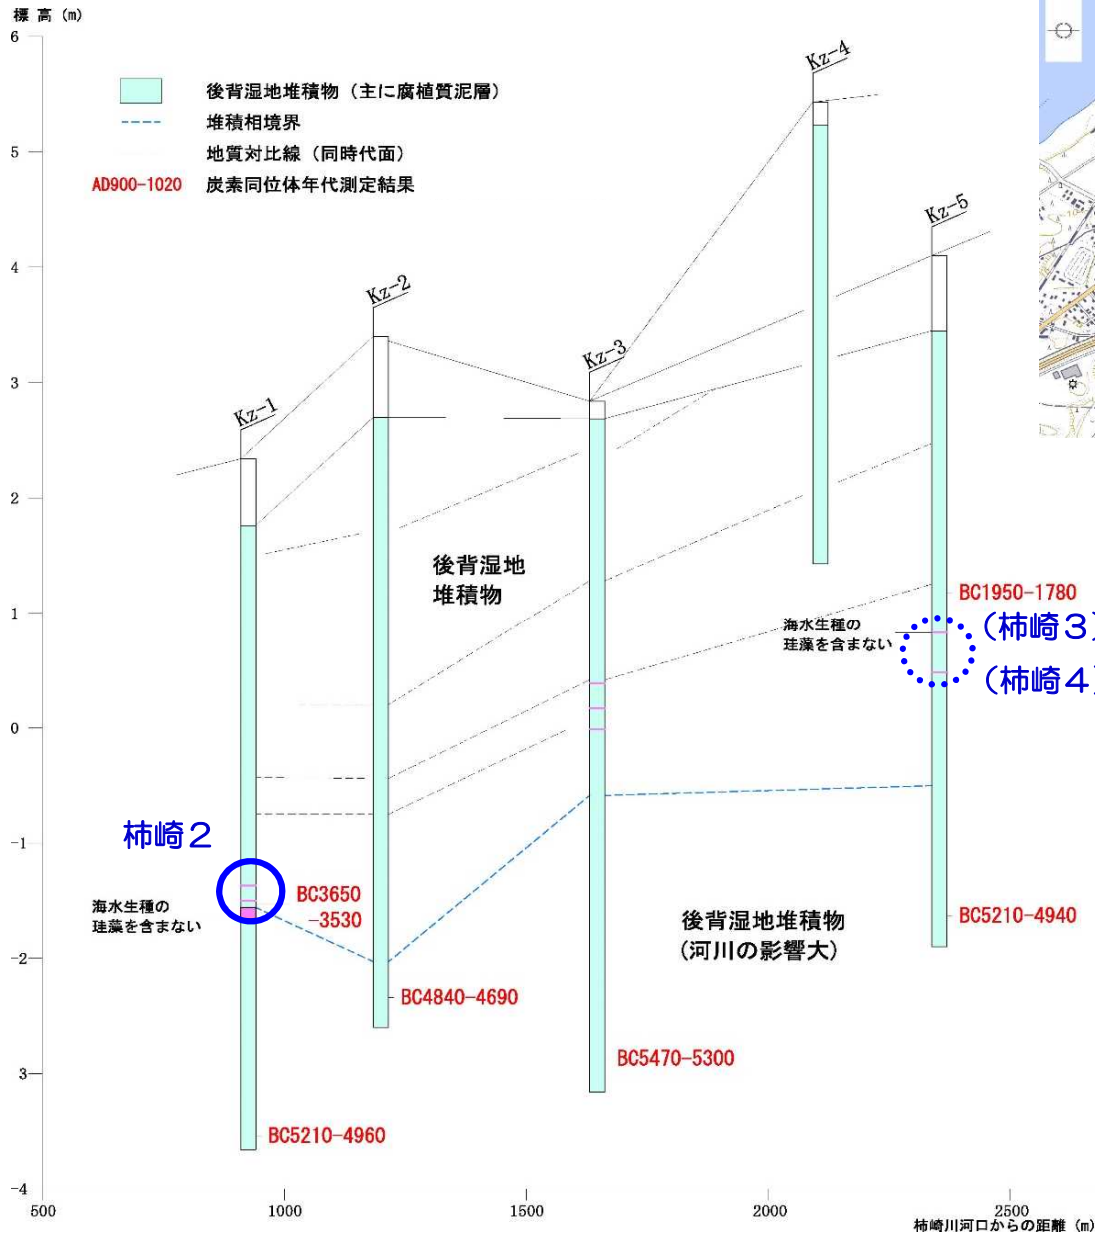 標 高 (m)
6
5
4
3
2
1
0
-1
-2
3
-4
500
1000
1500
2000
2500
柿崎川河口からの距離 (m)
後背湿地堆積物 (主に腐植質泥層)
堆積相境界
地質対比線 (同時代面)
AD900-1020 炭素同位体年代測定結果
Kz-1
Kz-2
Kz-3
Kz-4
Kz-5
後背湿地
堆積物
BC1950-1780
海水生種の
珪藻を含まない
(柿崎3)
(柿崎4)
柿崎2
海水生種の
珪藻を含まない
BC3650
-3530
後背湿地堆積物
(河川の影響大)
BC5210-4940
BC4840-4690
BC5470-5300
BC5210-4960